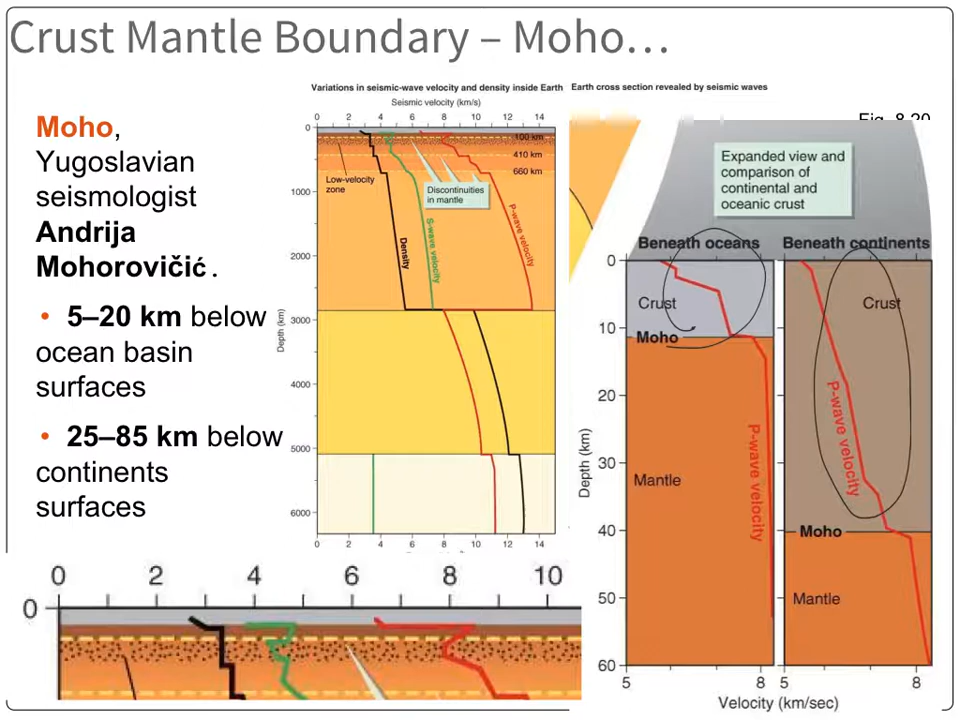 Crust Mantle Boundary – Moho…
Moho,
Yugoslavian
seismologist
Andrija
Mohorovičić.
• 5–20 km below
ocean basin
surfaces
• 25–85 km below
continents
surfaces
Variations in seismic-wave velocity and density inside Earth
Seismic velocity (km/s)
0 2 4 6 8 10 12 14
0
100 km
410 km
660 km
Low-velocity
zone
Discontinuities
in mantle
1000
2000
3000
4000
5000
6000
Depth (km)
Density
S-wave velocity
P-wave velocity
0 2 4 6 8 10 12 14
Earth cross section revealed by seismic waves
Fig. 8.20
Expanded view and
comparison of
continental and
oceanic crust
Beneath oceans
Beneath continents
0
10
20
30
40
50
60
Depth (km)
Crust
Moho
Mantle
P-wave velocity
Crust
P-wave velocity
Moho
Mantle
5 8 5 8
Velocity (km/sec)
0 2 4 6 8 10
0